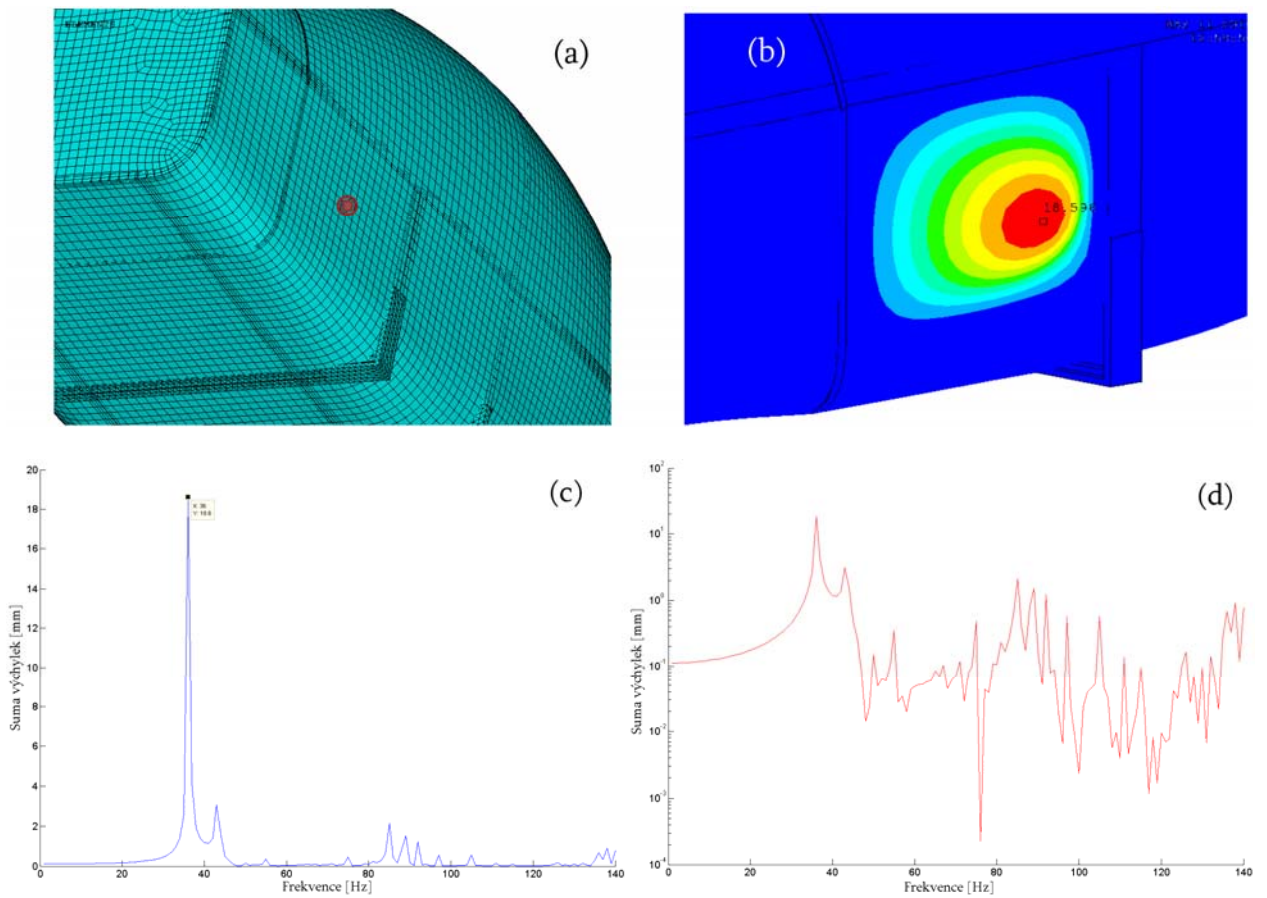 (a)
(b)
18.598
(c)
20
18
16
14
12
10
8
6
4
2
0
X: 36
Y: 18.6
Suma výchylek [mm]
0 20 40 60 80 100 120 140
Frekvence [Hz]
(d)
10²
10¹
10⁰
10⁻¹
10⁻²
10⁻³
10⁻⁴
Suma výchylek [mm]
0 20 40 60 80 100 120 140
Frekvence [Hz]